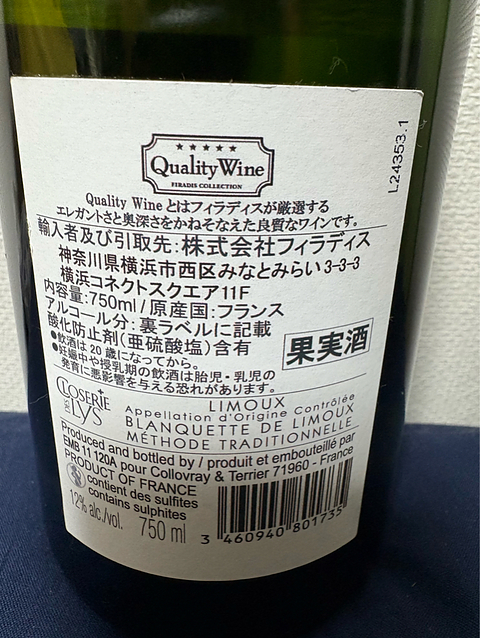 ★★★★★
Quality Wine
FIRADIS COLLECTION
Quality Wine とはフィラディスが厳選する
エレガントさと奥深さをかねそなえた良質なワインです。
輸入者及び引取先:株式会社フィラディス
神奈川県横浜市西区みなとみらい3-3-3
横浜コネクトスクエア11F
内容量:750ml/原産国:フランス
アルコール分:裏ラベルに記載
酸化防止剤(亜硫酸塩)含有
果実酒
●飲酒は20歳になってから。
●妊娠中や授乳期の飲酒は胎児・乳児の
発育に悪影響を与える恐れがあります。
L24353.1
CLOSERIE
DES
LYS
LIMOUX
Appellation d'Origine Contrôlée
BLANQUETTE DE LIMOUX
MÉTHODE TRADITIONNELLE
Produced and bottled by / produit et embouteillé par
EMB 11 120A pour Collovray & Terrier 71960 - France
PRODUCT OF FRANCE
contient des sulfites
contains sulphites
12% alc./vol. 750 ml
3 460940 801735